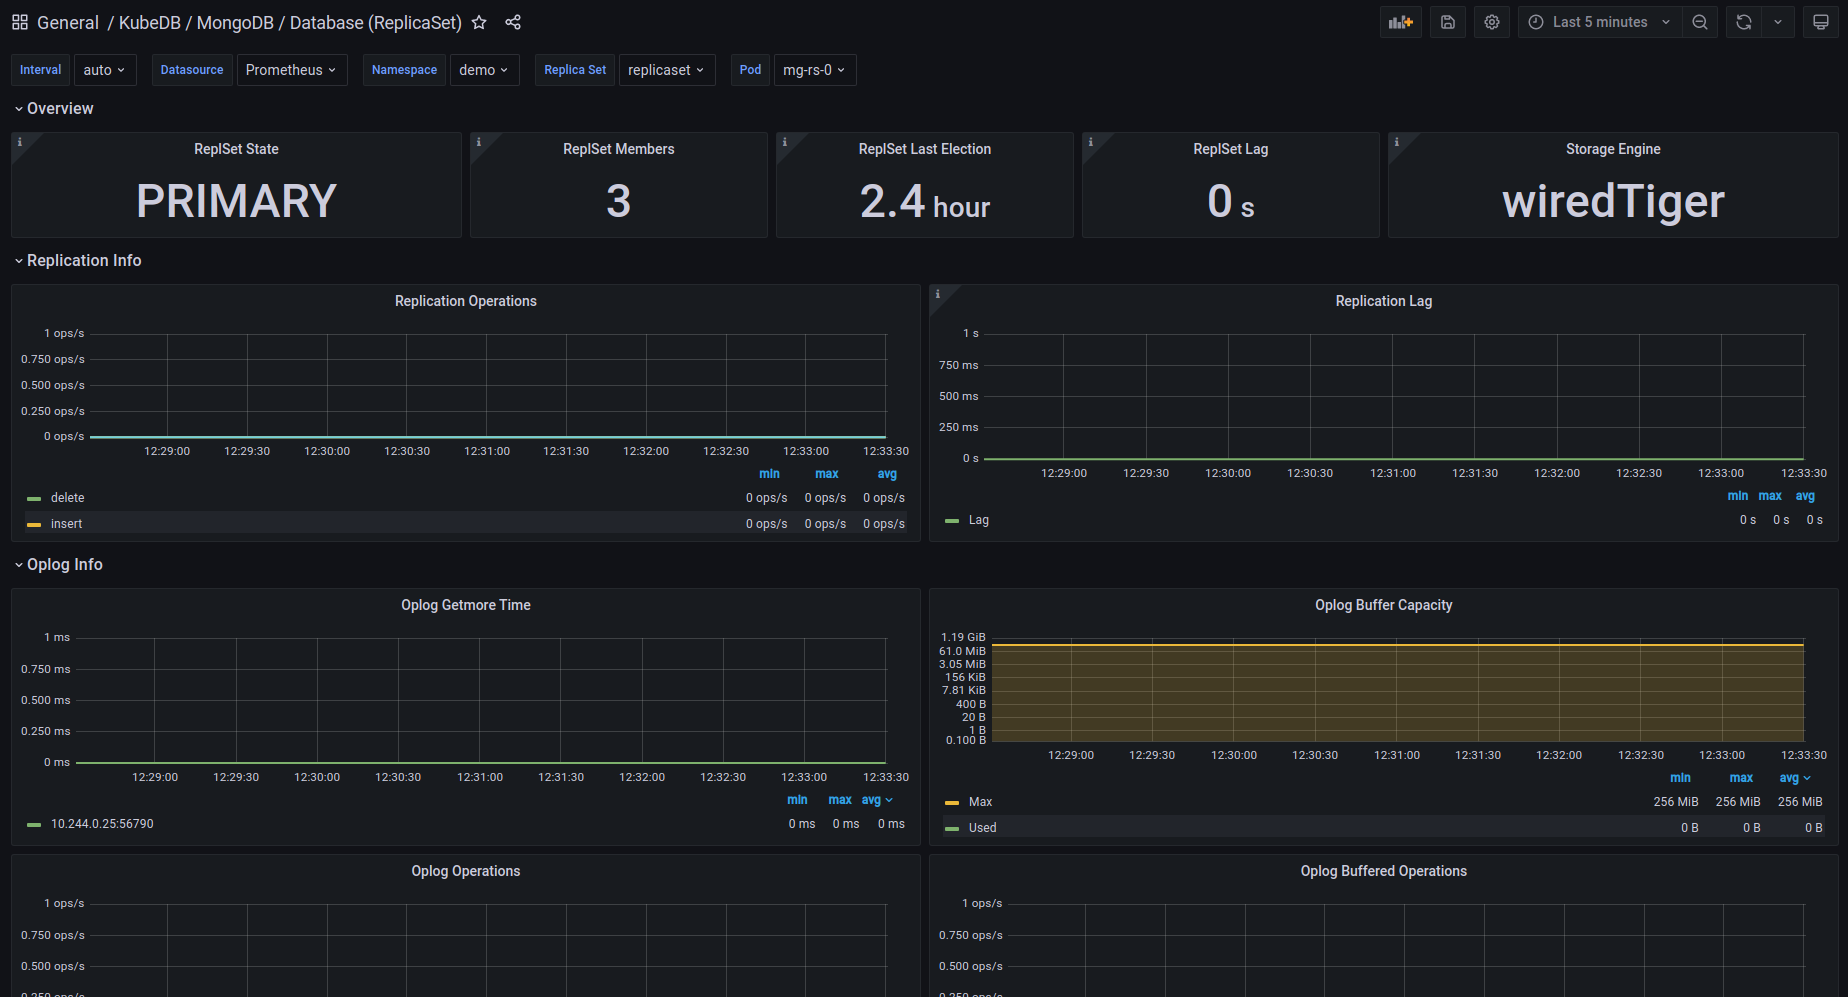 General / KubeDB / MongoDB / Database (ReplicaSet)
Last 5 minutes
Interval auto Datasource Prometheus Namespace demo Replica Set replicaset Pod mg-rs-0
Overview
ReplSet State
PRIMARY
ReplSet Members
3
ReplSet Last Election
2.4 hour
ReplSet Lag
0 s
Storage Engine
wiredTiger
Replication Info
Replication Operations
1 ops/s
0.750 ops/s
0.500 ops/s
0.250 ops/s
0 ops/s
12:29:00 12:29:30 12:30:00 12:30:30 12:31:00 12:31:30 12:32:00 12:32:30 12:33:00 12:33:30
min max avg
delete 0 ops/s 0 ops/s 0 ops/s
insert 0 ops/s 0 ops/s 0 ops/s
Replication Lag
1 s
750 ms
500 ms
250 ms
0 s
12:29:00 12:29:30 12:30:00 12:30:30 12:31:00 12:31:30 12:32:00 12:32:30 12:33:00 12:33:30
min max avg
Lag 0 s 0 s 0 s
Oplog Info
Oplog Getmore Time
1 ms
0.750 ms
0.500 ms
0.250 ms
0 ms
12:29:00 12:29:30 12:30:00 12:30:30 12:31:00 12:31:30 12:32:00 12:32:30 12:33:00 12:33:30
min max avg
10.244.0.25:56790 0 ms 0 ms 0 ms
Oplog Buffer Capacity
1.19 GiB
61.0 MiB
3.05 MiB
156 KiB
7.81 KiB
400 B
20 B
1 B
0.100 B
12:29:00 12:29:30 12:30:00 12:30:30 12:31:00 12:31:30 12:32:00 12:32:30 12:33:00 12:33:30
min max avg
Max 256 MiB 256 MiB 256 MiB
Used 0 B 0 B 0 B
Oplog Operations
1 ops/s
0.750 ops/s
0.500 ops/s
0.250 ops/s
Oplog Buffered Operations
1 ops/s
0.750 ops/s
0.500 ops/s
0.250 ops/s